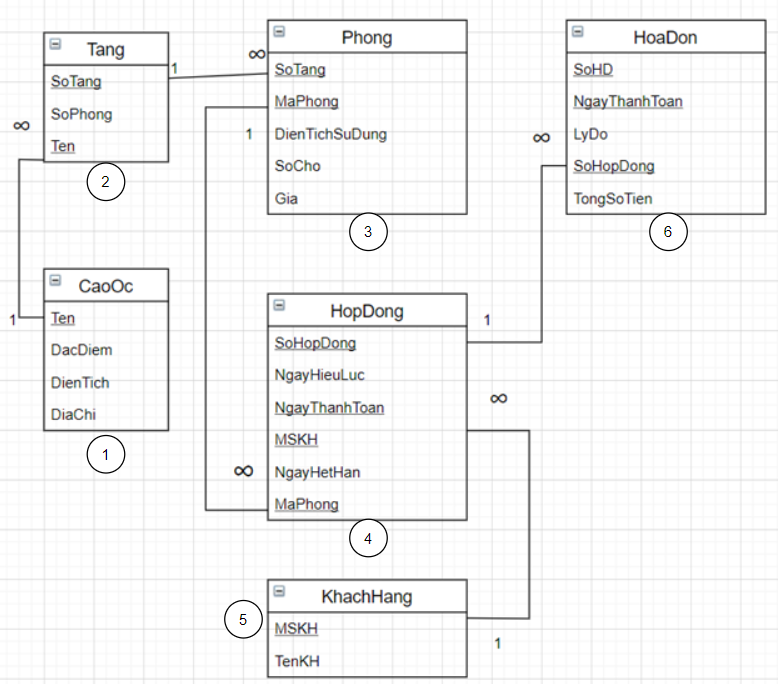 Tang
SoTang
SoPhong
Ten
2
1
∞
∞
1
Phong
SoTang
MaPhong
DienTichSuDung
SoCho
Gia
3
1
∞
HoaDon
SoHD
NgayThanhToan
LyDo
SoHopDong
TongSoTien
6
∞
1
CaoOc
Ten
DacDiem
DienTich
DiaChi
1
HopDong
SoHopDong
NgayHieuLuc
NgayThanhToan
MSKH
NgayHetHan
MaPhong
4
∞
1
KhachHang
MSKH
TenKH
5